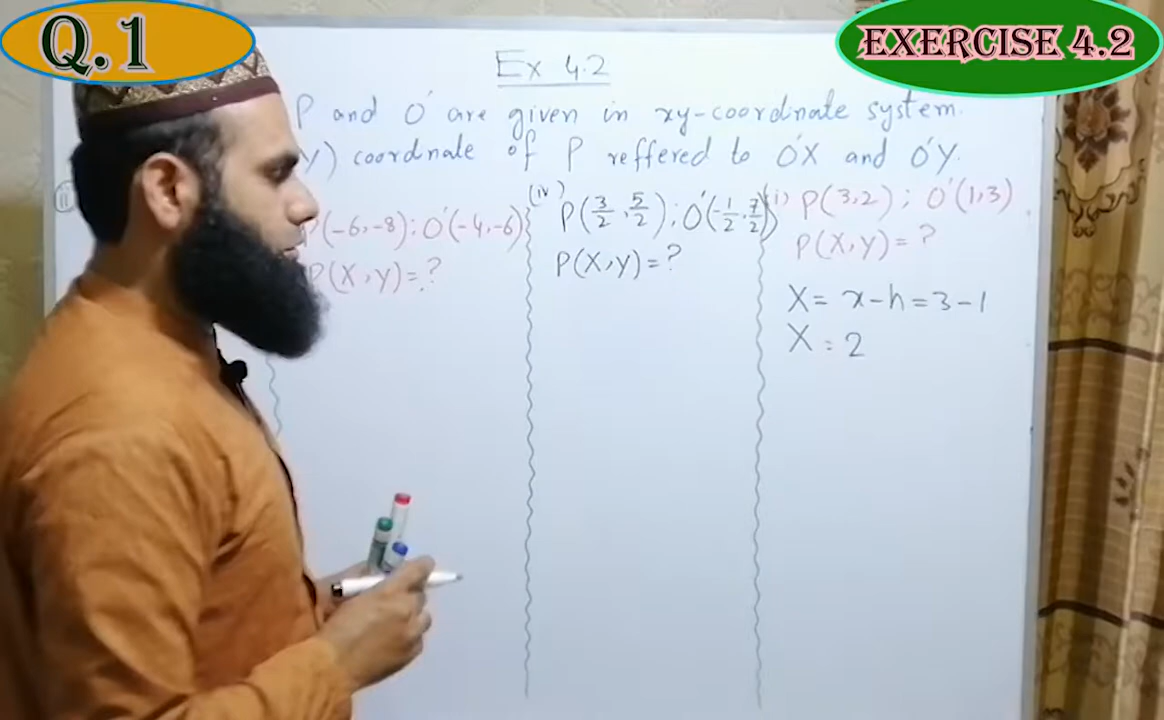 Q.1
EXERCISE 4.2
Ex 4.2
P and O' are given in xy-coordinate system.
Y) coordnate of P reffered to O'X and O'Y.
(ii
P(-6,-8); O'(-4,-6)
P(X,Y)=?
(iv)
P(3/2, 5/2); O'(-1/2, 7/2)
P(X,Y)=?
(i) P(3,2); O'(1,3)
P(X,Y)=?
X = x-h = 3-1
X = 2